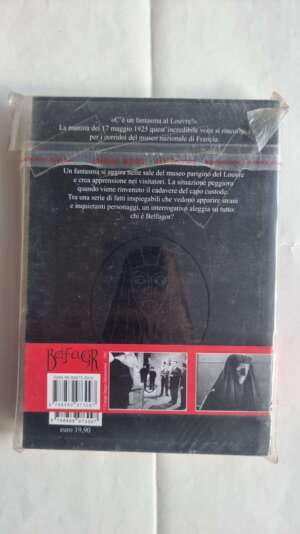 «C'è un fantasma al Louvre!»
La mattina del 17 maggio 1925 quest'incredibile voce si rincorre
per i corridoi del museo nazionale di Francia.
Un fantasma si aggira nelle sale del museo parigino del Louvre
e crea apprensione nei visitatori. La situazione peggiora
quando viene rinvenuto il cadavere del capo custode.
Tra una serie di fatti inspiegabili che vedono apparire strani
e inquietanti personaggi, un interrogativo aleggia su tutto:
chi è Belfagor?
BelFaGOR
euro 19,90